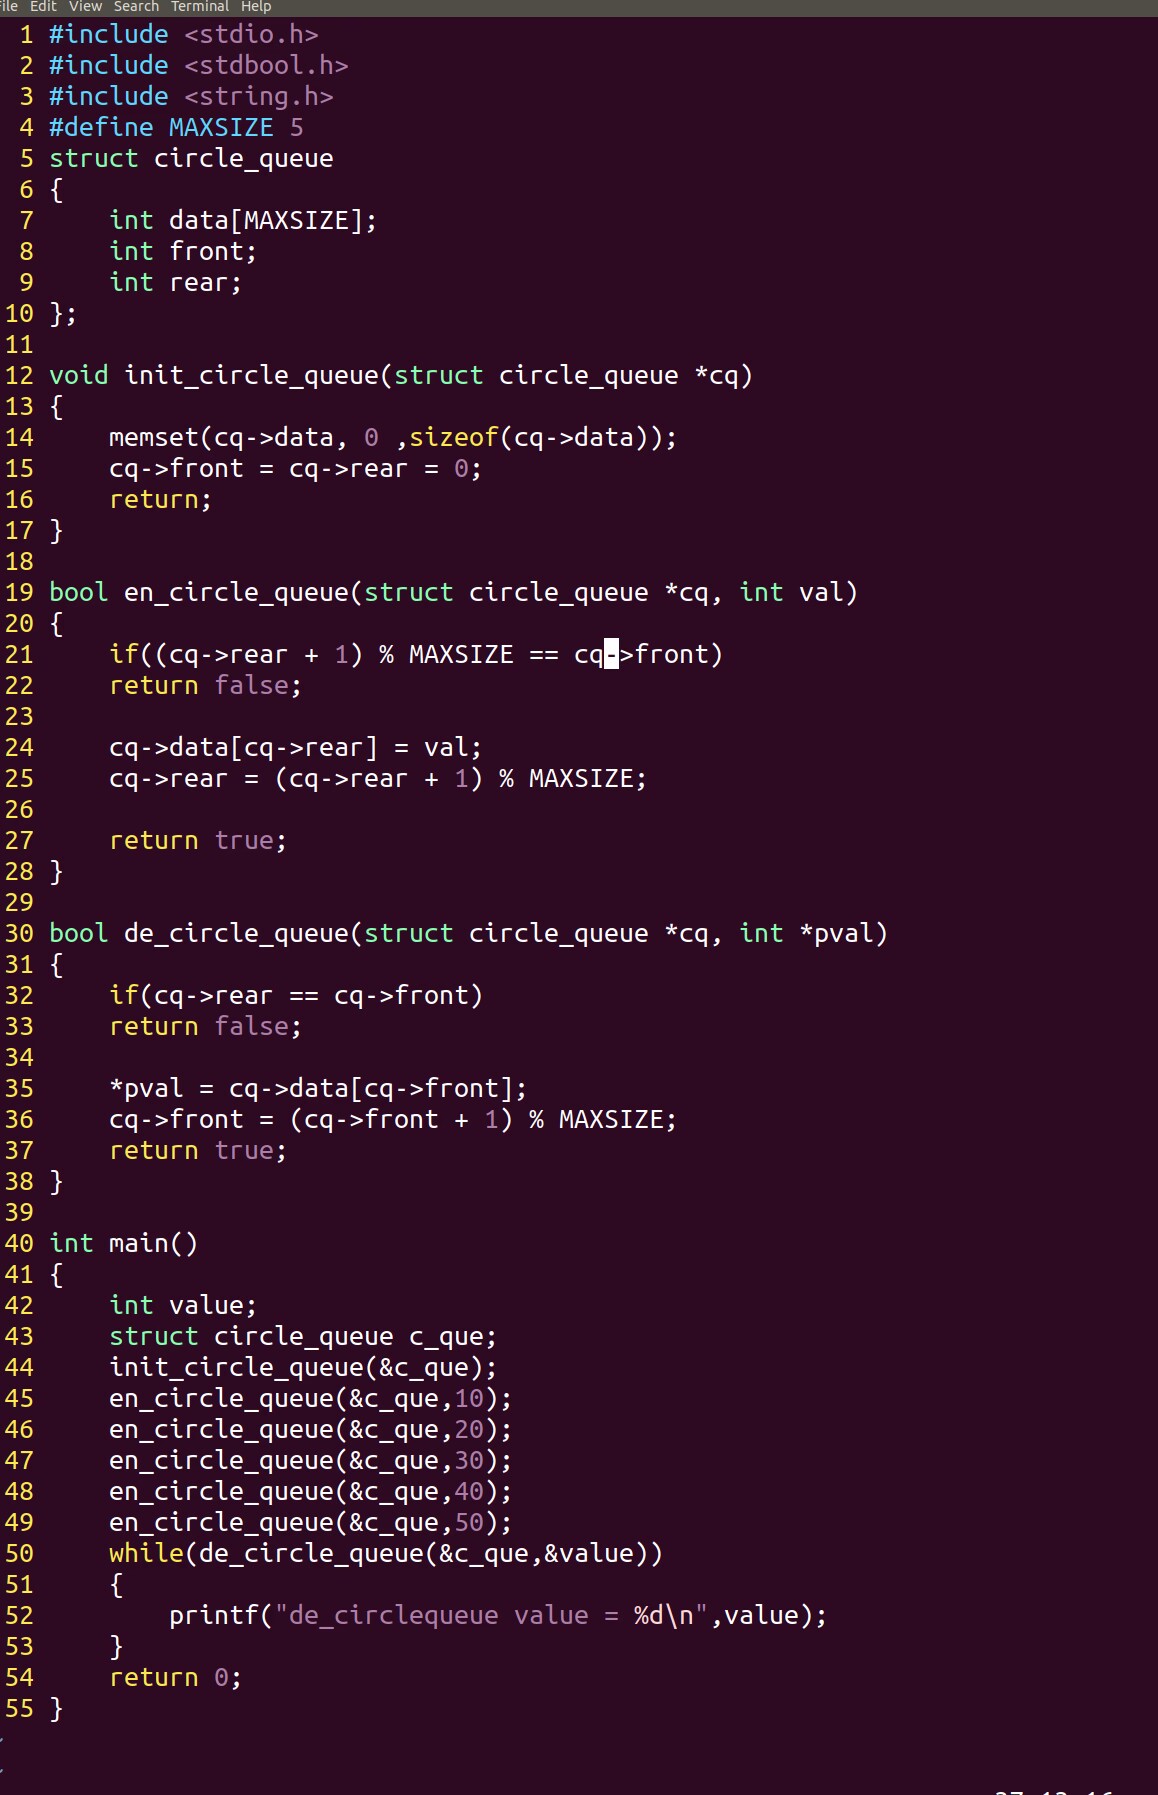 File Edit View Search Terminal Help
1 #include <stdio.h>
2 #include <stdbool.h>
3 #include <string.h>
4 #define MAXSIZE 5
5 struct circle_queue
6 {
7     int data[MAXSIZE];
8     int front;
9     int rear;
10 };
11
12 void init_circle_queue(struct circle_queue *cq)
13 {
14     memset(cq->data, 0 ,sizeof(cq->data));
15     cq->front = cq->rear = 0;
16     return;
17 }
18
19 bool en_circle_queue(struct circle_queue *cq, int val)
20 {
21     if((cq->rear + 1) % MAXSIZE == cq->front)
22     return false;
23
24     cq->data[cq->rear] = val;
25     cq->rear = (cq->rear + 1) % MAXSIZE;
26
27     return true;
28 }
29
30 bool de_circle_queue(struct circle_queue *cq, int *pval)
31 {
32     if(cq->rear == cq->front)
33     return false;
34
35     *pval = cq->data[cq->front];
36     cq->front = (cq->front + 1) % MAXSIZE;
37     return true;
38 }
39
40 int main()
41 {
42     int value;
43     struct circle_queue c_que;
44     init_circle_queue(&c_que);
45     en_circle_queue(&c_que,10);
46     en_circle_queue(&c_que,20);
47     en_circle_queue(&c_que,30);
48     en_circle_queue(&c_que,40);
49     en_circle_queue(&c_que,50);
50     while(de_circle_queue(&c_que,&value))
51     {
52         printf("de_circlequeue value = %d\n",value);
53     }
54     return 0;
55 }